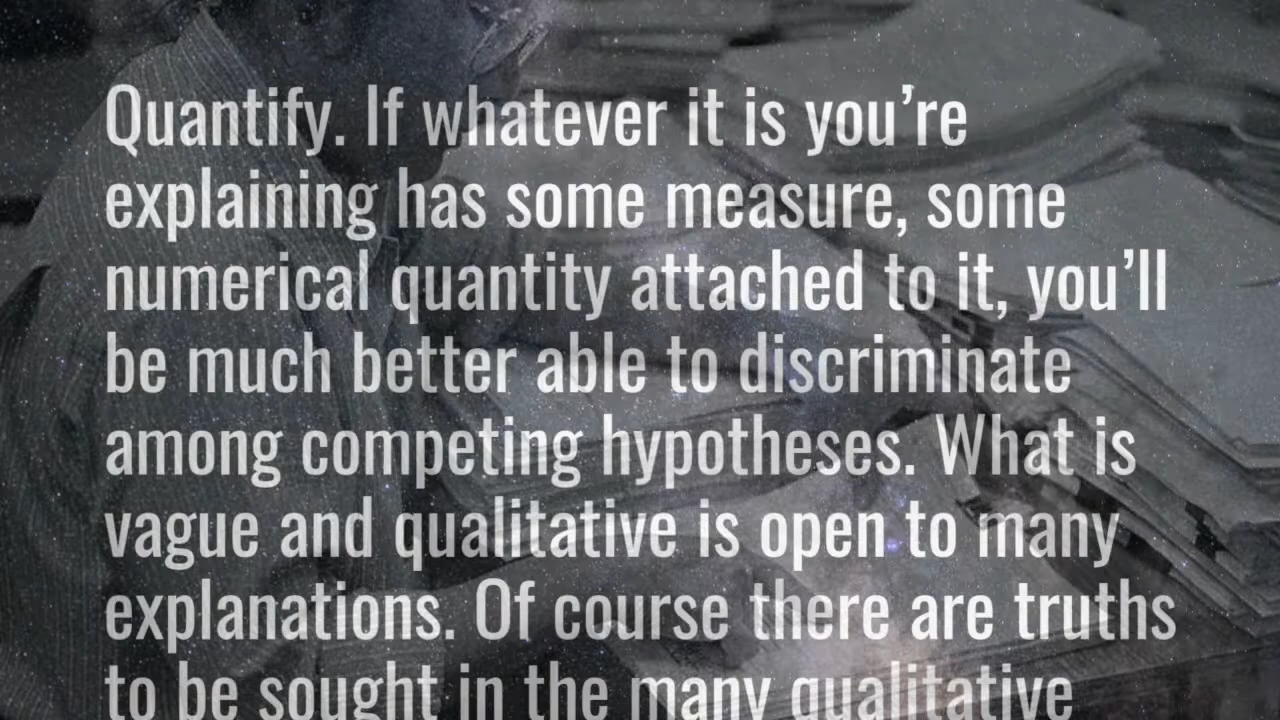 Quantify. If whatever it is you’re
explaining has some measure, some
numerical quantity attached to it, you’ll
be much better able to discriminate
among competing hypotheses. What is
vague and qualitative is open to many
explanations. Of course there are truths
to be sought in the many qualitative